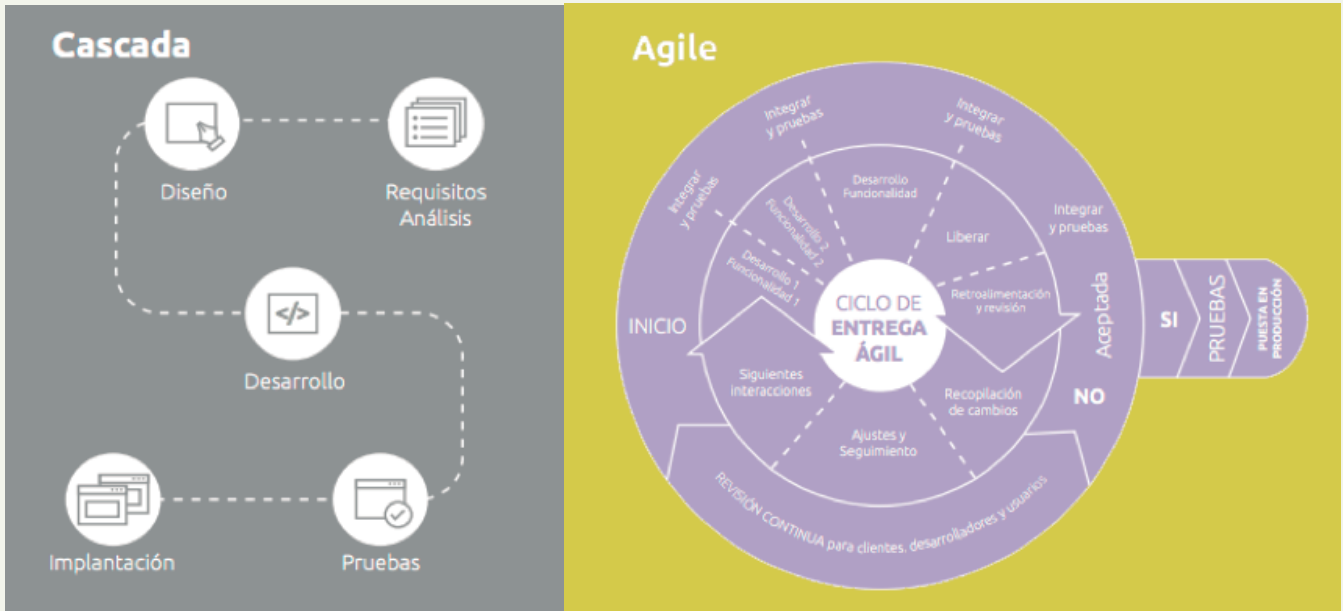 Cascada
Diseño
Requisitos
Análisis
</>
Desarrollo
Implantación
Pruebas
Agile
INICIO
Integrar
y pruebas
Integrar
y pruebas
Integrar
y pruebas
Integrar
y pruebas
Desarrollo 1
Funcionalidad 1
Desarrollo 2
Funcionalidad 2
Desarrollo
Funcionalidad
Liberar
Retroalimentación
y revisión
CICLO DE
ENTREGA
ÁGIL
Siguientes
interacciones
Ajustes y
Seguimiento
Recopilación
de cambios
Aceptada
NO
SI
PRUEBAS
PUESTA EN
PRODUCCIÓN
REVISIÓN CONTINUA para clientes, desarrolladores y usuarios